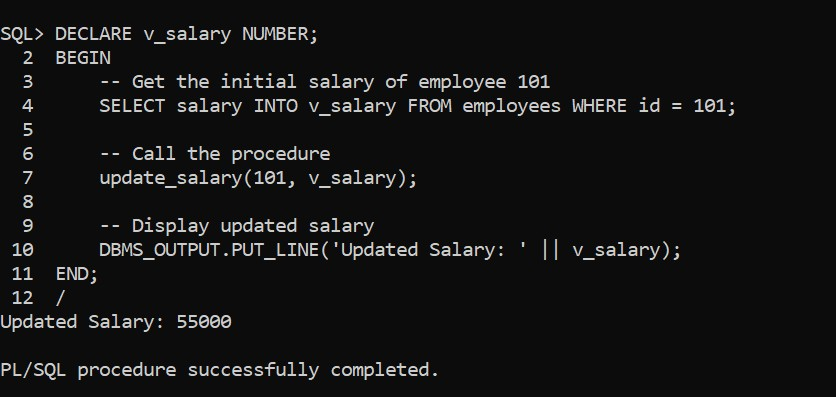 SQL> DECLARE v_salary NUMBER;
  2  BEGIN
  3      -- Get the initial salary of employee 101
  4      SELECT salary INTO v_salary FROM employees WHERE id = 101;
  5
  6      -- Call the procedure
  7      update_salary(101, v_salary);
  8
  9      -- Display updated salary
 10      DBMS_OUTPUT.PUT_LINE('Updated Salary: ' || v_salary);
 11  END;
 12  /
Updated Salary: 55000

PL/SQL procedure successfully completed.